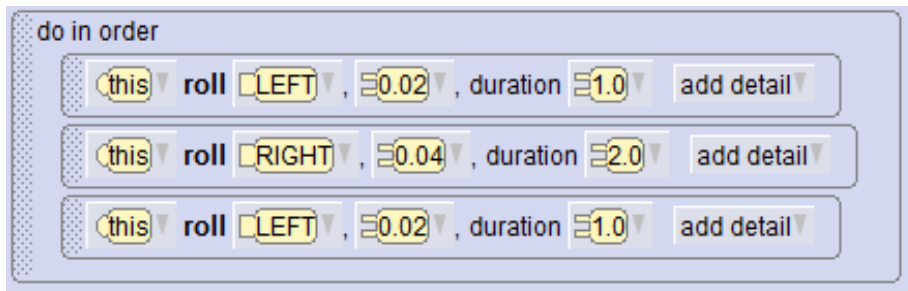 do in order
this roll LEFT , 0.02 , duration 1.0 add detail
this roll RIGHT , 0.04 , duration 2.0 add detail
this roll LEFT , 0.02 , duration 1.0 add detail